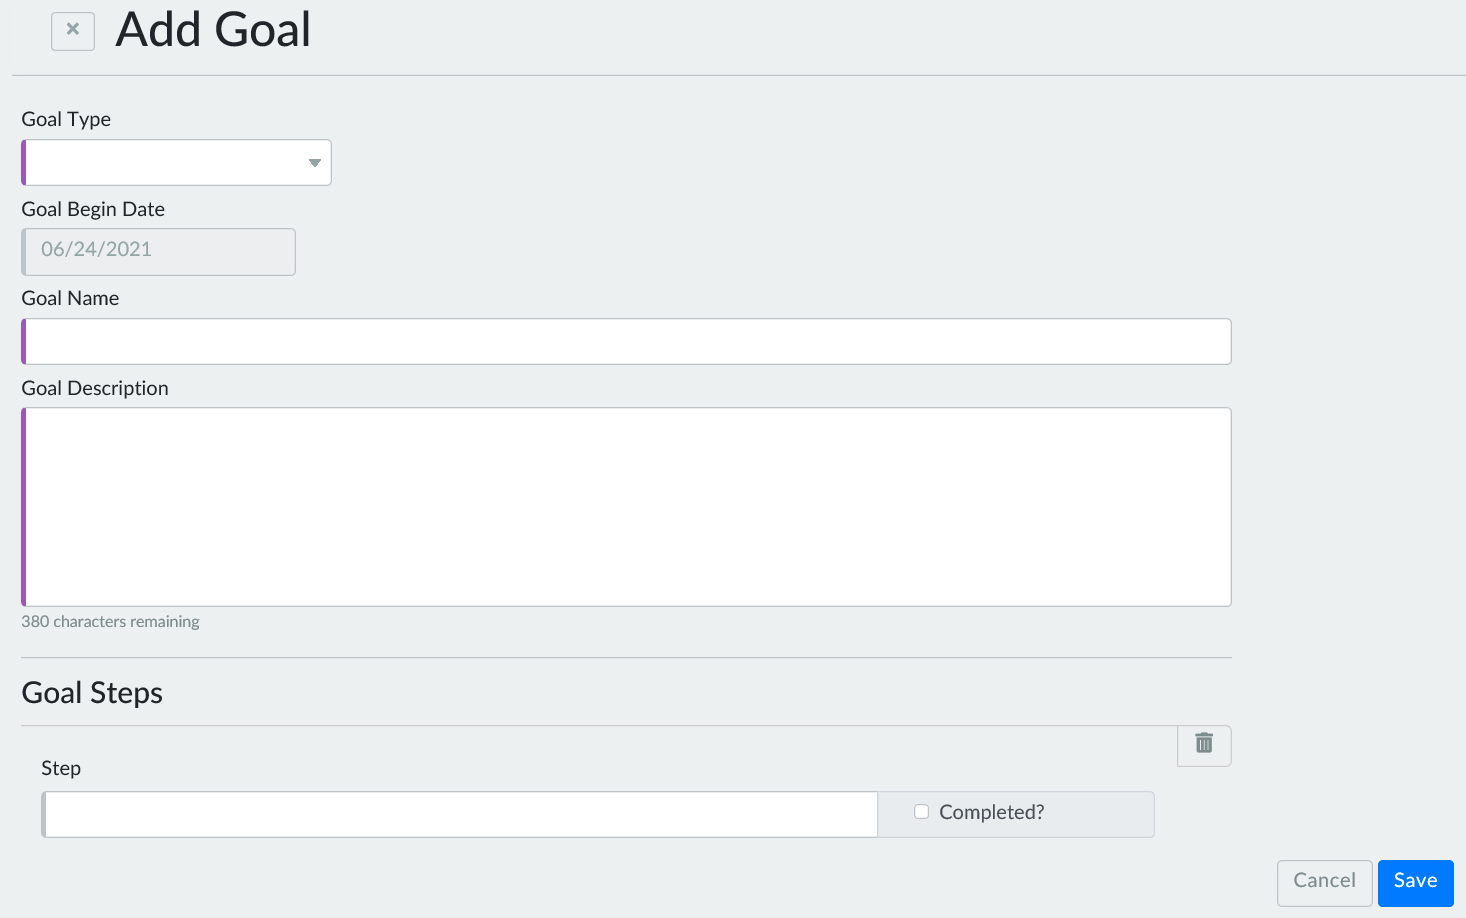 Add Goal
Goal Type
Goal Begin Date
06/24/2021
Goal Name
Goal Description
380 characters remaining
Goal Steps
Step
Completed?
Cancel Save